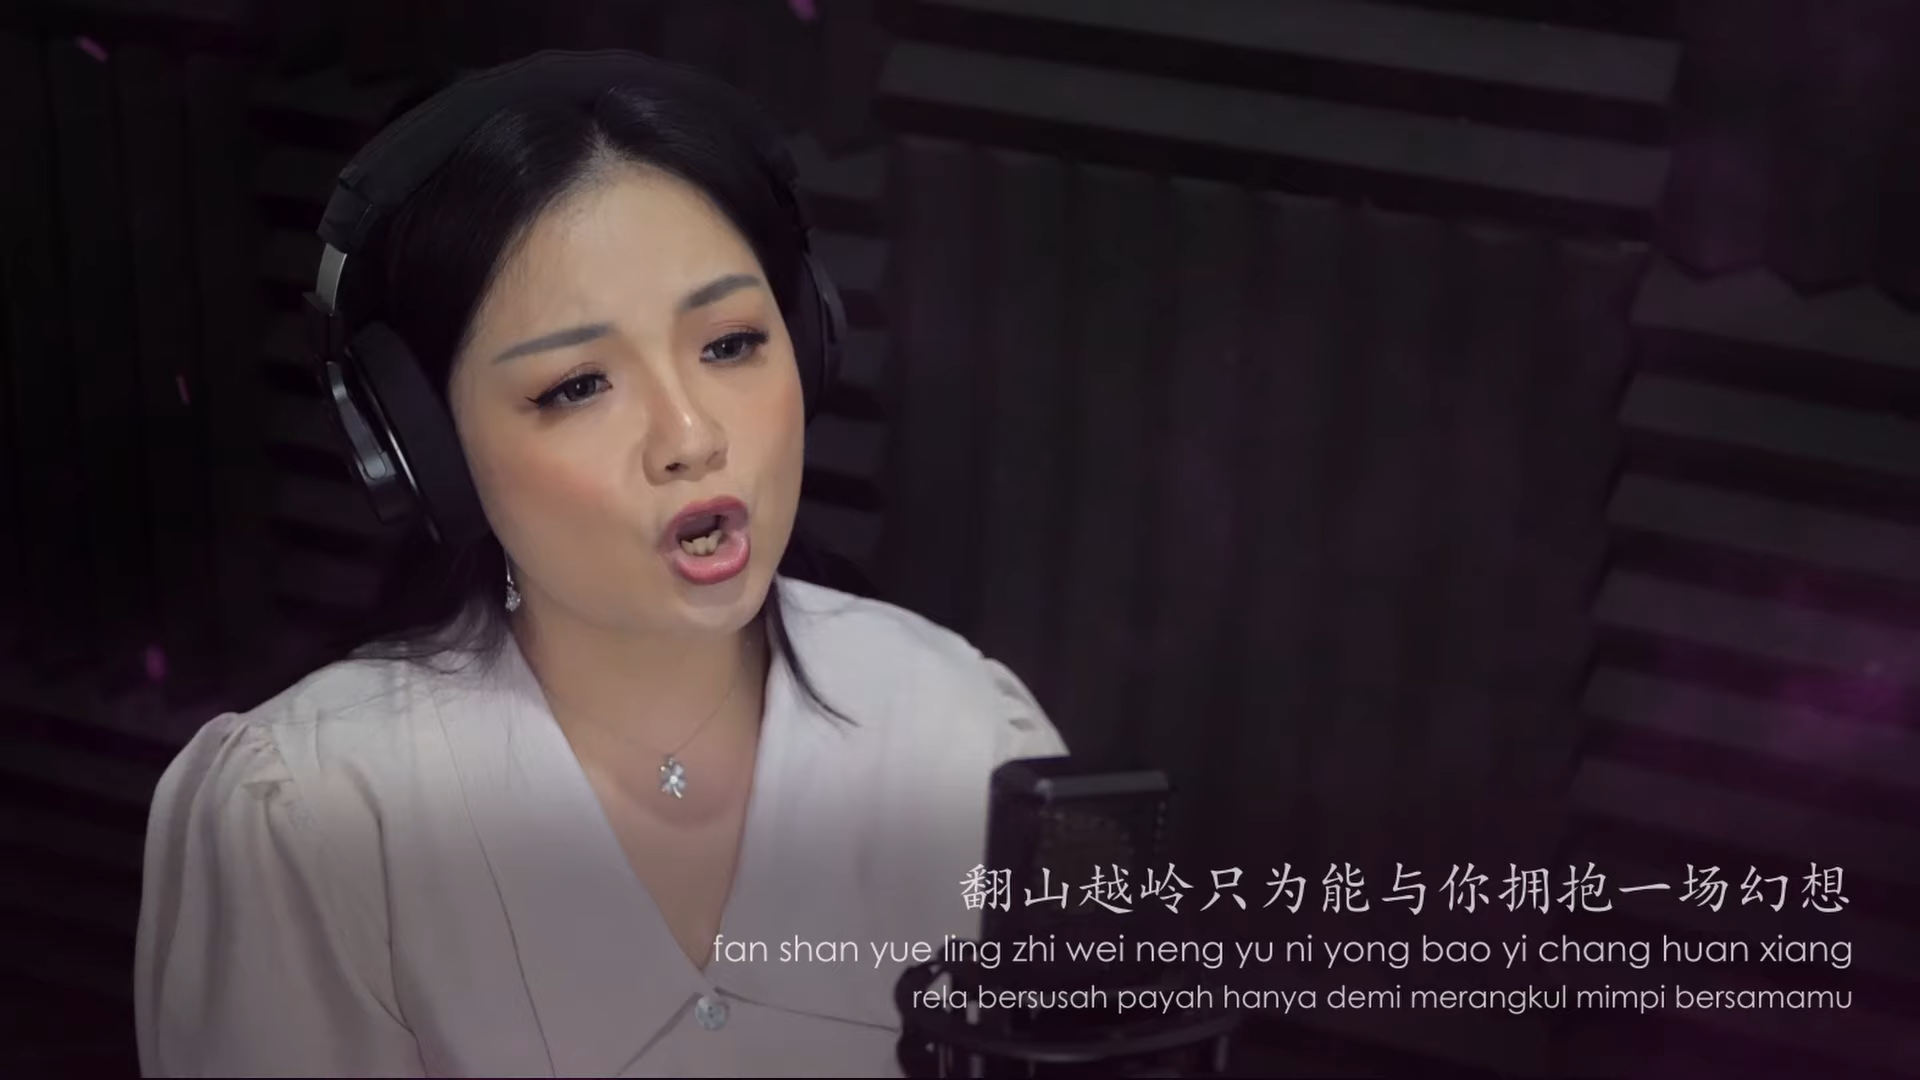 翻山越岭只为能与你拥抱一场幻想
fan shan yue ling zhi wei neng yu ni yong bao yi chang huan xiang
rela bersusah payah hanya demi merangkul mimpi bersamamu